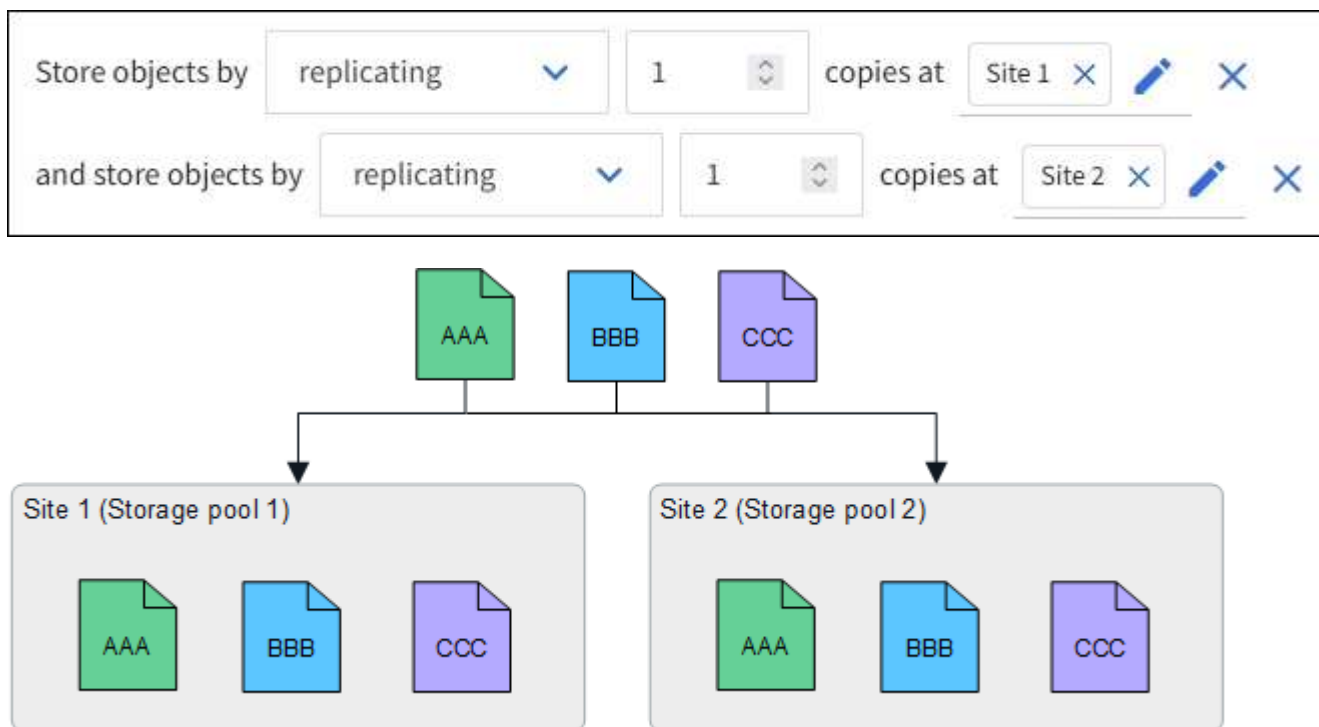 Store objects by replicating 1 copies at Site 1
and store objects by replicating 1 copies at Site 2
AAA BBB CCC
Site 1 (Storage pool 1) Site 2 (Storage pool 2)
AAA BBB CCC AAA BBB CCC